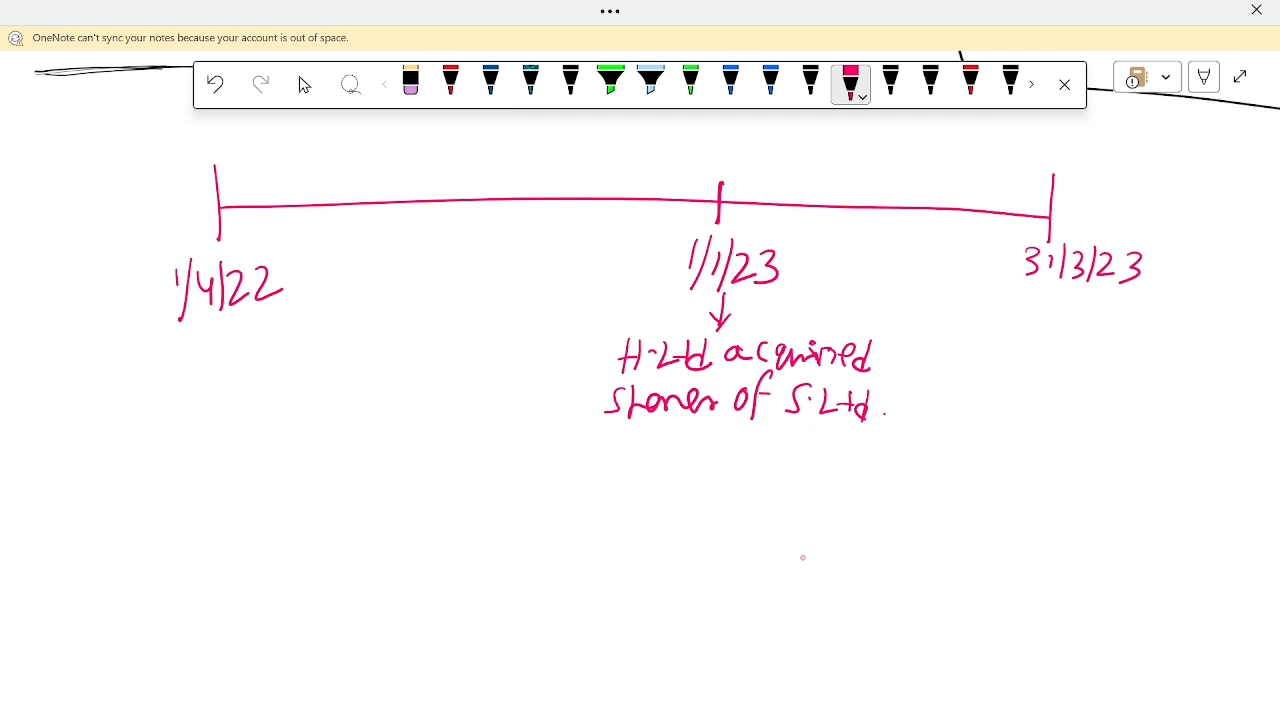 OneNote can't sync your notes because your account is out of space.
1/4/22
1/1/23
31/3/23
H.Ltd acquired
shares of S.Ltd.